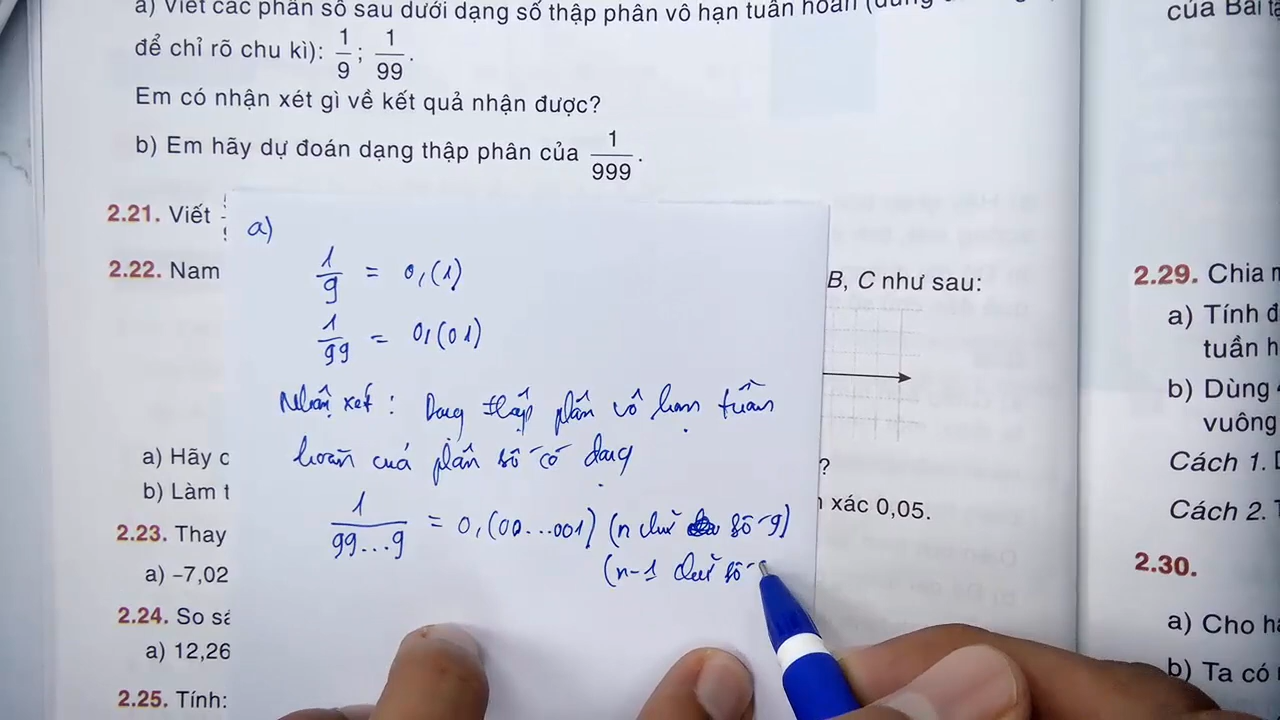 a) Viết các phân số sau dưới dạng số thập phân vô hạn tuần hoàn
để chỉ rõ chu kì): 1/9 ; 1/99 .
Em có nhận xét gì về kết quả nhận được?
b) Em hãy dự đoán dạng thập phân của 1/999 .
2.21. Viết
2.22. Nam
B, C như sau:
a) Hãy c
?
b) Làm t
xác 0,05.
2.23. Thay
a) –7,02
2.24. So sá
a) 12,26
2.25. Tính:
a)
1/9 = 0,(1)
1/99 = 0,(01)
Nhận xét : Dạng thập phân vô hạn tuần
hoàn của phân số có dạng
1/99...9 = 0,(00...001) (n chữ số 9)
(n-1 chữ số
của Bài tậ
2.29. Chia m
a) Tính đ
tuần h
b) Dùng
vuông
Cách 1.
Cách 2.
2.30.
a) Cho ha
b) Ta có